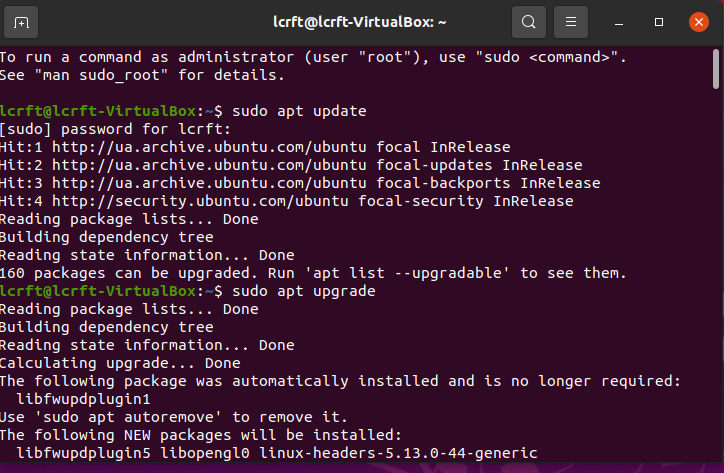 lcrft@lcrft-VirtualBox: ~
To run a command as administrator (user "root"), use "sudo <command>".
See "man sudo_root" for details.
lcrft@lcrft-VirtualBox:~$ sudo apt update
[sudo] password for lcrft:
Hit:1 http://ua.archive.ubuntu.com/ubuntu focal InRelease
Hit:2 http://ua.archive.ubuntu.com/ubuntu focal-updates InRelease
Hit:3 http://ua.archive.ubuntu.com/ubuntu focal-backports InRelease
Hit:4 http://security.ubuntu.com/ubuntu focal-security InRelease
Reading package lists... Done
Building dependency tree
Reading state information... Done
160 packages can be upgraded. Run 'apt list --upgradable' to see them.
lcrft@lcrft-VirtualBox:~$ sudo apt upgrade
Reading package lists... Done
Building dependency tree
Reading state information... Done
Calculating upgrade... Done
The following package was automatically installed and is no longer required:
  libfwupdplugin1
Use 'sudo apt autoremove' to remove it.
The following NEW packages will be installed:
  libfwupdplugin5 libopengl0 linux-headers-5.13.0-44-generic